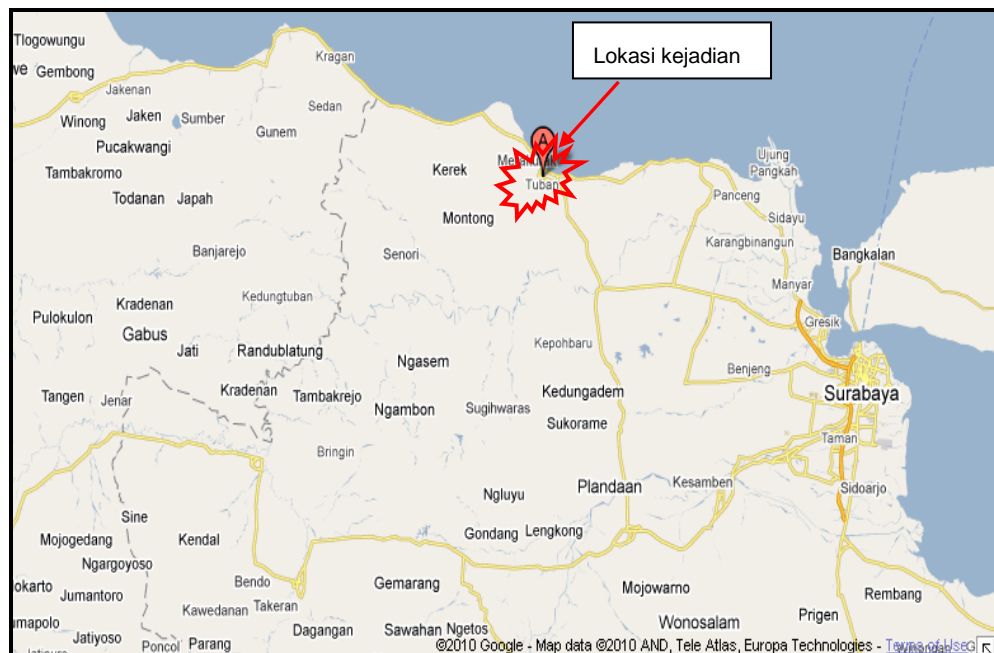 Tlogowungu
Kragan
Lokasi kejadian
Gembong
Jakenan
Winong
Jaken
Sumber
Sedan
Gunem
Pucakwangi
Tambakromo
Todanan
Japah
Kerek
A
Tuban
Montong
Ujung
Pangkah
Panceng
Sidayu
Karangbinangun
Banjarejo
Senori
Bangkalan
Manyar
Kedungtuban
Kradenan
Pulokulon
Gabus
Gresik
Jati
Randublatung
Ngasem
Kepohbaru
Benjeng
Tangen
Jenar
Kradenan
Tambakrejo
Ngambon
Sugihwaras
Kedungadem
Sukorame
Surabaya
Taman
Bringin
Ngluyu
Plandaan
Kesamben
Sidoarjo
Sine
Mojogedang
Kendal
Gondang
Lengkong
Ngargoyoso
Jumantoro
Bendo
Gemarang
Mojowarno
Rembang
Kawedanan
Takeran
Prigen
Jatiyoso
Poncol
Parang
Dagangan
Sawahan
Ngetos
Wonosalam
©2010 Google - Map data ©2010 AND, Tele Atlas, Europa Technologies - Terms of Use